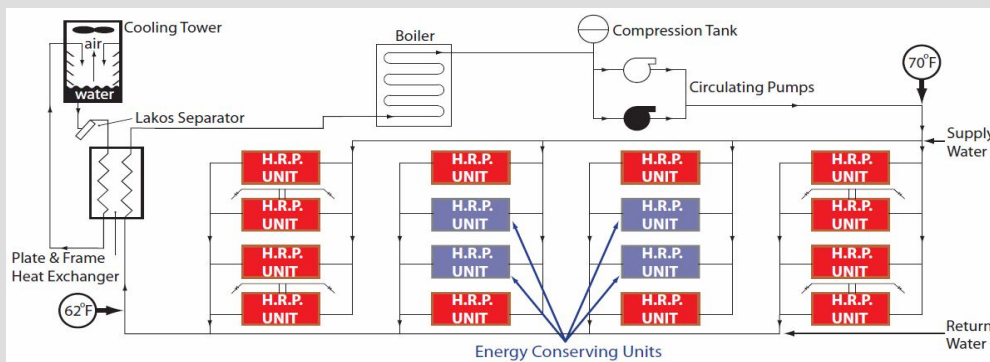 Cooling Tower
air
water
Lakos Separator
Boiler
Compression Tank
Circulating Pumps
70°F
Supply
Water
H.R.P.
UNIT
H.R.P.
UNIT
H.R.P.
UNIT
H.R.P.
UNIT
H.R.P.
UNIT
H.R.P.
UNIT
H.R.P.
UNIT
H.R.P.
UNIT
H.R.P.
UNIT
H.R.P.
UNIT
H.R.P.
UNIT
H.R.P.
UNIT
H.R.P.
UNIT
H.R.P.
UNIT
H.R.P.
UNIT
H.R.P.
UNIT
Plate & Frame
Heat Exchanger
62°F
Return
Water
Energy Conserving Units